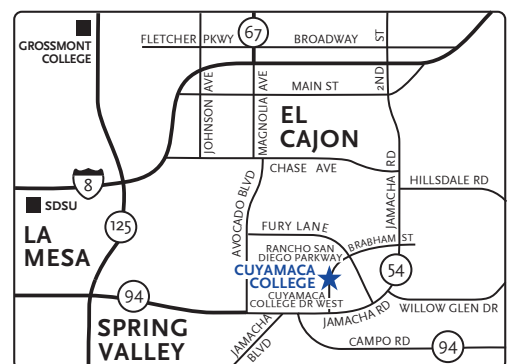 GROSSMONT
COLLEGE
FLETCHER PKWY
67
BROADWAY
2ND ST
JOHNSON AVE
MAGNOLIA AVE
MAIN ST
EL
CAJON
CHASE AVE
JAMACHA RD
HILLSDALE RD
8
SDSU
125
LA
MESA
AVOCADO BLVD
FURY LANE
RANCHO SAN
DIEGO PARKWAY
BRABHAM ST
CUYAMACA
COLLEGE
CUYAMACA
COLLEGE DR WEST
54
94
JAMACHA RD
WILLOW GLEN DR
SPRING
VALLEY
JAMACHA
BLVD
CAMPO RD
94